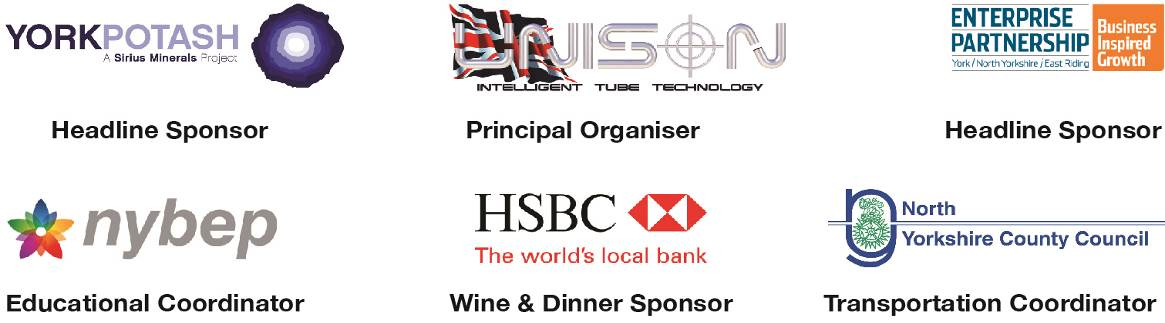 YORKPOTASH
A Sirius Minerals Project
UNISON
INTELLIGENT TUBE TECHNOLOGY
ENTERPRISE
PARTNERSHIP
York / North Yorkshire / East Riding
Business
Inspired
Growth
Headline Sponsor
Principal Organiser
Headline Sponsor
nybep
HSBC
The world's local bank
North
Yorkshire County Council
Educational Coordinator
Wine & Dinner Sponsor
Transportation Coordinator